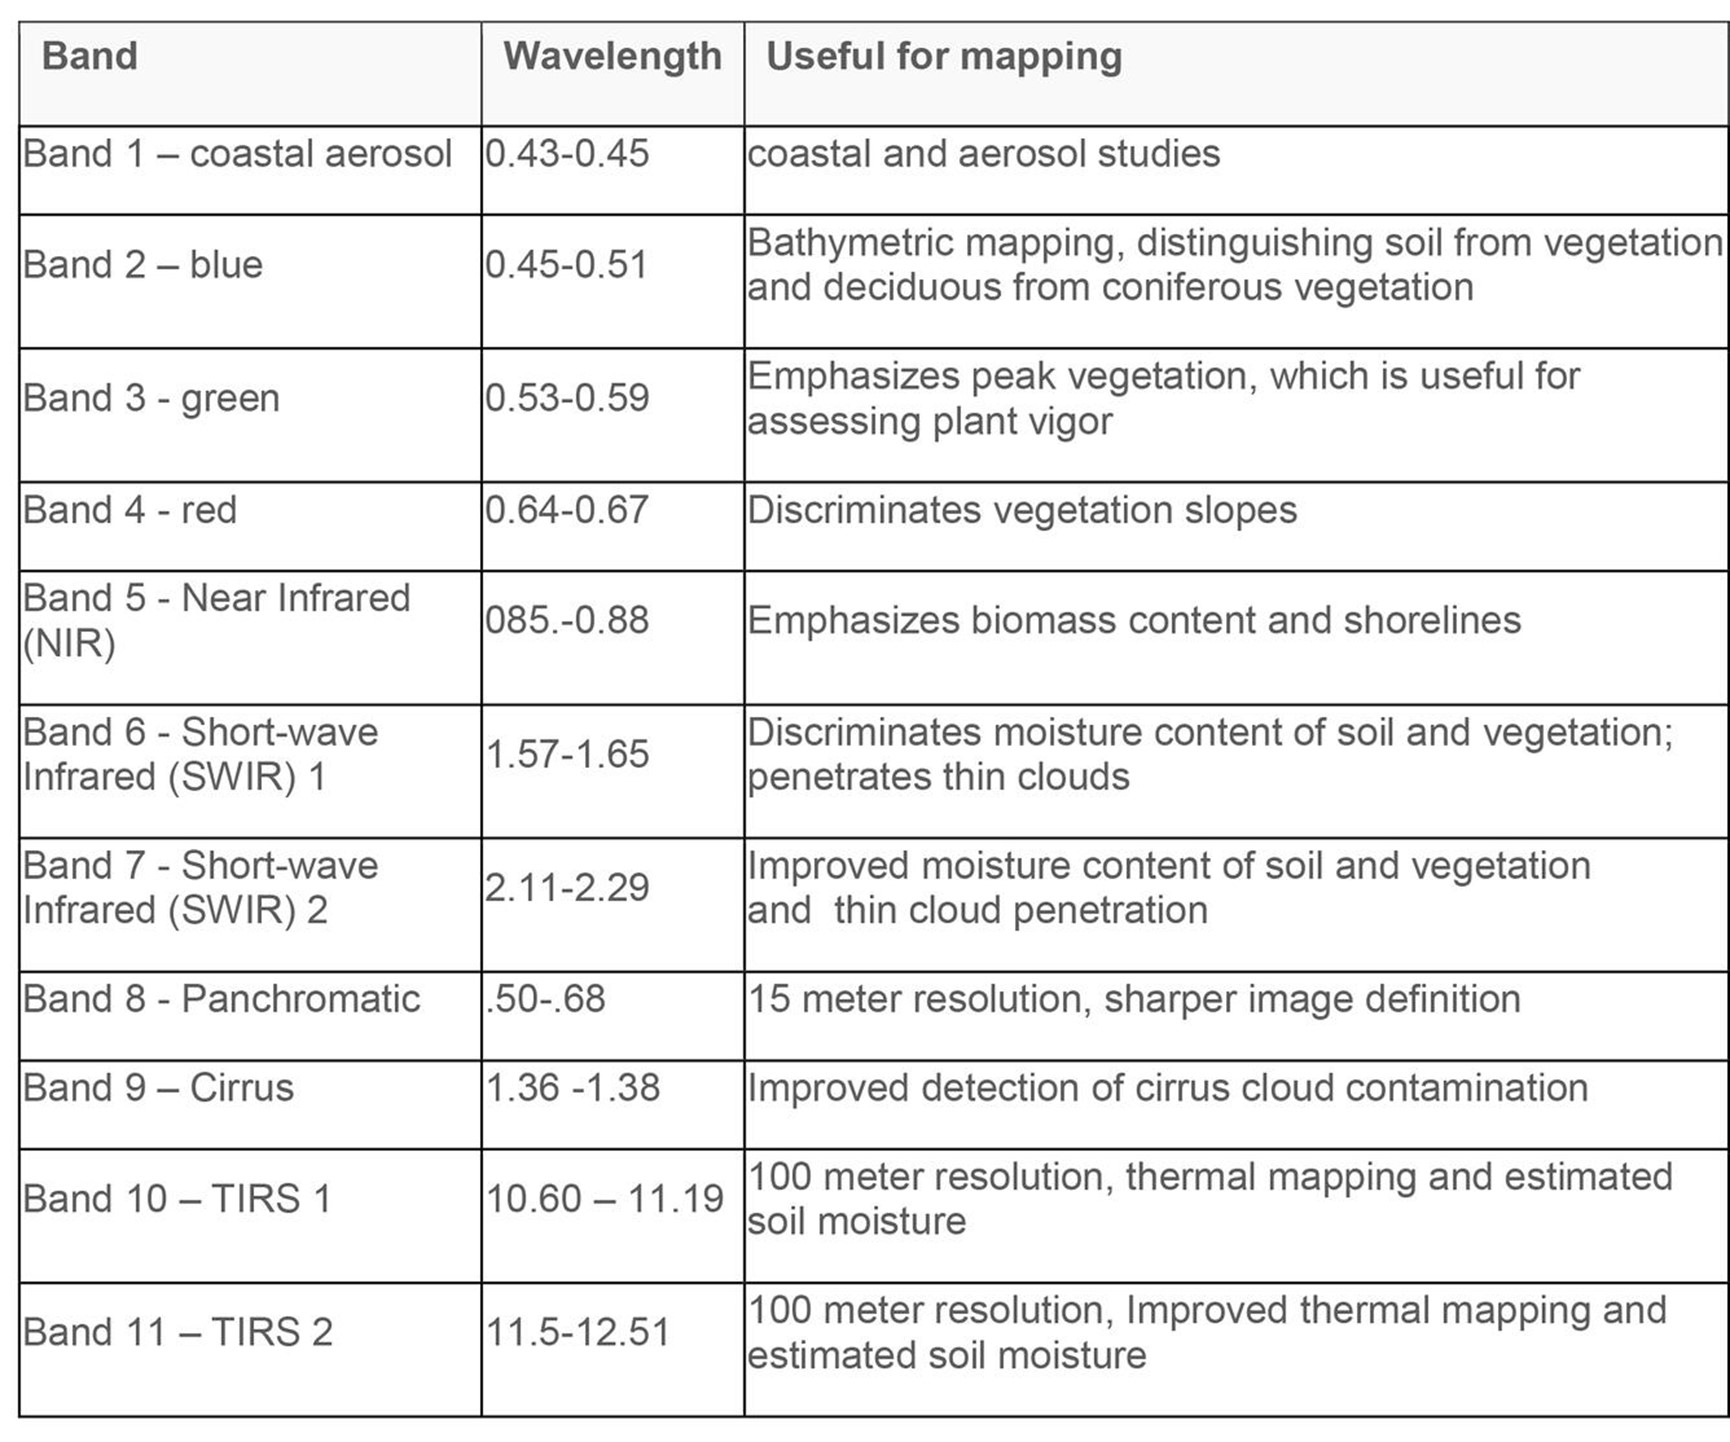 Band Wavelength Useful for mapping
Band 1 – coastal aerosol 0.43-0.45 coastal and aerosol studies
Band 2 – blue 0.45-0.51 Bathymetric mapping, distinguishing soil from vegetation
and deciduous from coniferous vegetation
Band 3 - green 0.53-0.59 Emphasizes peak vegetation, which is useful for
assessing plant vigor
Band 4 - red 0.64-0.67 Discriminates vegetation slopes
Band 5 - Near Infrared
(NIR) 085.-0.88 Emphasizes biomass content and shorelines
Band 6 - Short-wave
Infrared (SWIR) 1 1.57-1.65 Discriminates moisture content of soil and vegetation;
penetrates thin clouds
Band 7 - Short-wave
Infrared (SWIR) 2 2.11-2.29 Improved moisture content of soil and vegetation
and  thin cloud penetration
Band 8 - Panchromatic .50-.68 15 meter resolution, sharper image definition
Band 9 – Cirrus 1.36 -1.38 Improved detection of cirrus cloud contamination
Band 10 – TIRS 1 10.60 – 11.19 100 meter resolution, thermal mapping and estimated
soil moisture
Band 11 – TIRS 2 11.5-12.51 100 meter resolution, Improved thermal mapping and
estimated soil moisture